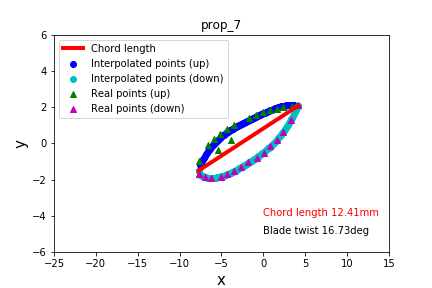 prop_7
Chord length
Interpolated points (up)
Interpolated points (down)
Real points (up)
Real points (down)
6
4
2
0
−2
−4
−6
y
Chord length 12.41mm
Blade twist 16.73deg
−25
−20
−15
−10
−5
0
5
10
15
x